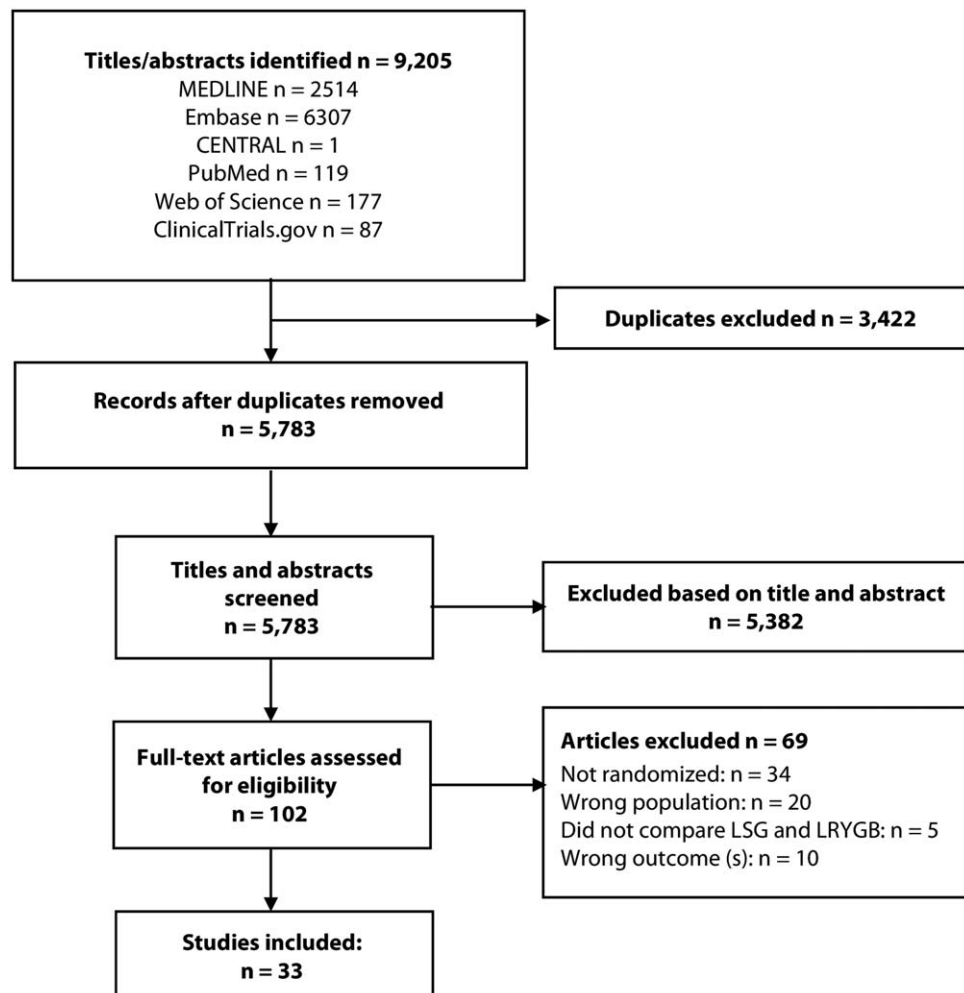 Titles/abstracts identified n = 9,205
MEDLINE n = 2514
Embase n = 6307
CENTRAL n = 1
PubMed n = 119
Web of Science n = 177
ClinicalTrials.gov n = 87
Duplicates excluded n = 3,422
Records after duplicates removed
n = 5,783
Titles and abstracts
screened
n = 5,783
Excluded based on title and abstract
n = 5,382
Full-text articles assessed
for eligibility
n = 102
Articles excluded n = 69
Not randomized: n = 34
Wrong population: n = 20
Did not compare LSG and LRYGB: n = 5
Wrong outcome (s): n = 10
Studies included:
n = 33